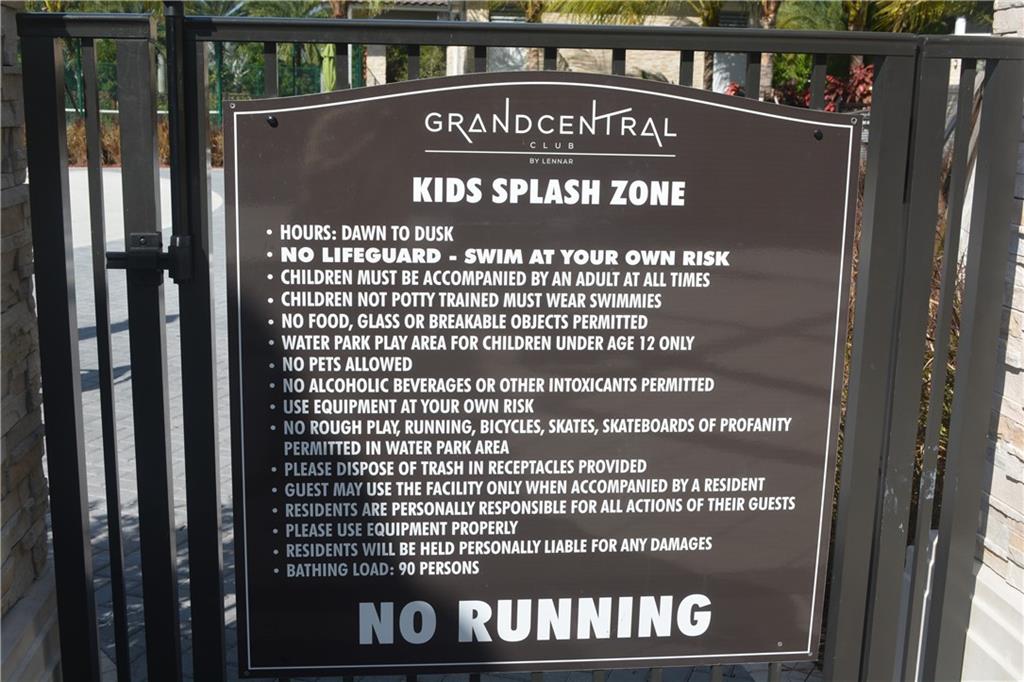 GRANDCENTRAL
CLUB
BY LENNAR
KIDS SPLASH ZONE
• HOURS: DAWN TO DUSK
• NO LIFEGUARD - SWIM AT YOUR OWN RISK
• CHILDREN MUST BE ACCOMPANIED BY AN ADULT AT ALL TIMES
• CHILDREN NOT POTTY TRAINED MUST WEAR SWIMMIES
• NO FOOD, GLASS OR BREAKABLE OBJECTS PERMITTED
• WATER PARK PLAY AREA FOR CHILDREN UNDER AGE 12 ONLY
• NO PETS ALLOWED
• NO ALCOHOLIC BEVERAGES OR OTHER INTOXICANTS PERMITTED
• USE EQUIPMENT AT YOUR OWN RISK
• NO ROUGH PLAY, RUNNING, BICYCLES, SKATES, SKATEBOARDS OF PROFANITY
PERMITTED IN WATER PARK AREA
• PLEASE DISPOSE OF TRASH IN RECEPTACLES PROVIDED
• GUEST MAY USE THE FACILITY ONLY WHEN ACCOMPANIED BY A RESIDENT
• RESIDENTS ARE PERSONALLY RESPONSIBLE FOR ALL ACTIONS OF THEIR GUESTS
• PLEASE USE EQUIPMENT PROPERLY
• RESIDENTS WILL BE HELD PERSONALLY LIABLE FOR ANY DAMAGES
• BATHING LOAD: 90 PERSONS
NO RUNNING